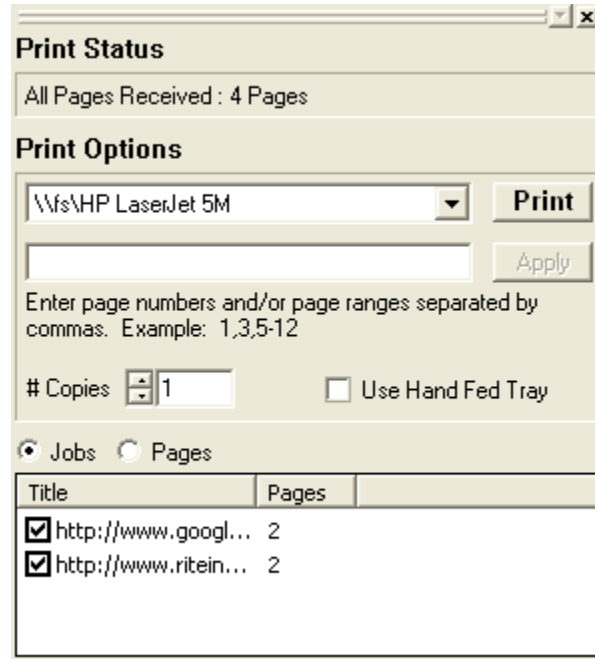 Print Status
All Pages Received : 4 Pages
Print Options
\\fs\HP LaserJet 5M
Print
Apply
Enter page numbers and/or page ranges separated by
commas.  Example:  1,3,5-12
# Copies 1 Use Hand Fed Tray
Jobs Pages
Title Pages
http://www.googl... 2
http://www.ritein... 2